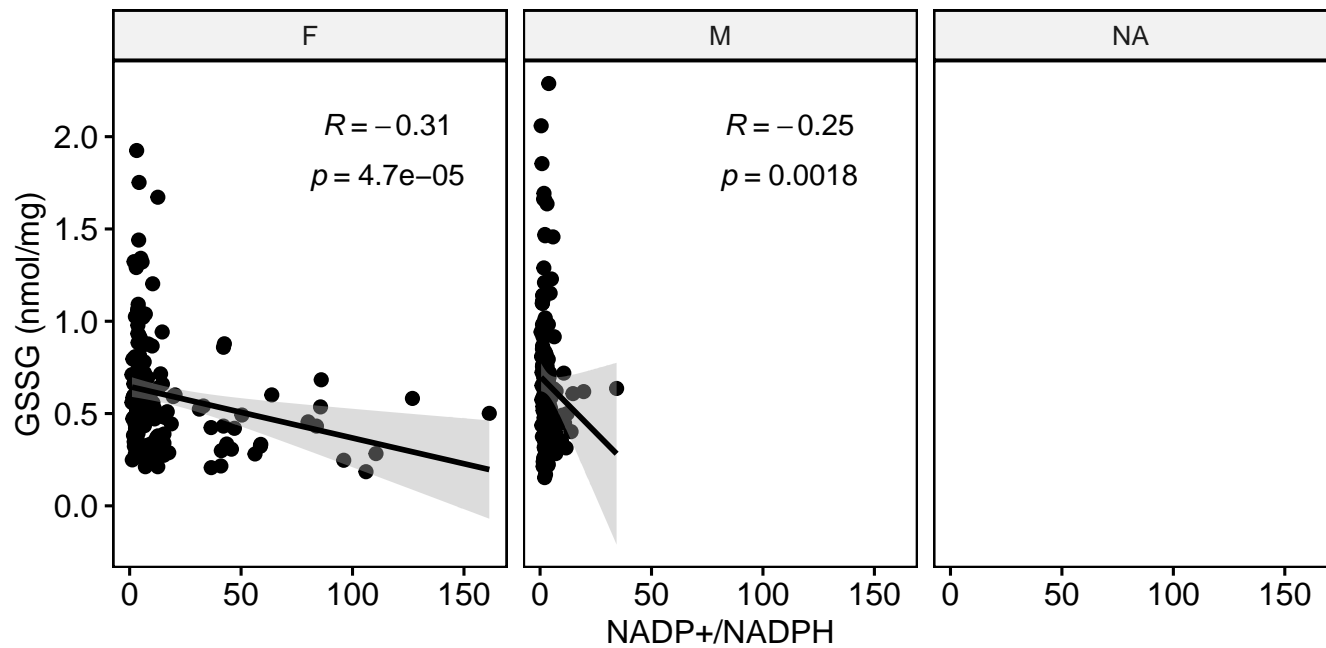 F
M
NA
R = −0.31
p = 4.7e−05
R = −0.25
p = 0.0018
GSSG (nmol/mg)
2.0
1.5
1.0
0.5
0.0
0 50 100 150
0 50 100 150
0 50 100 150
NADP+/NADPH